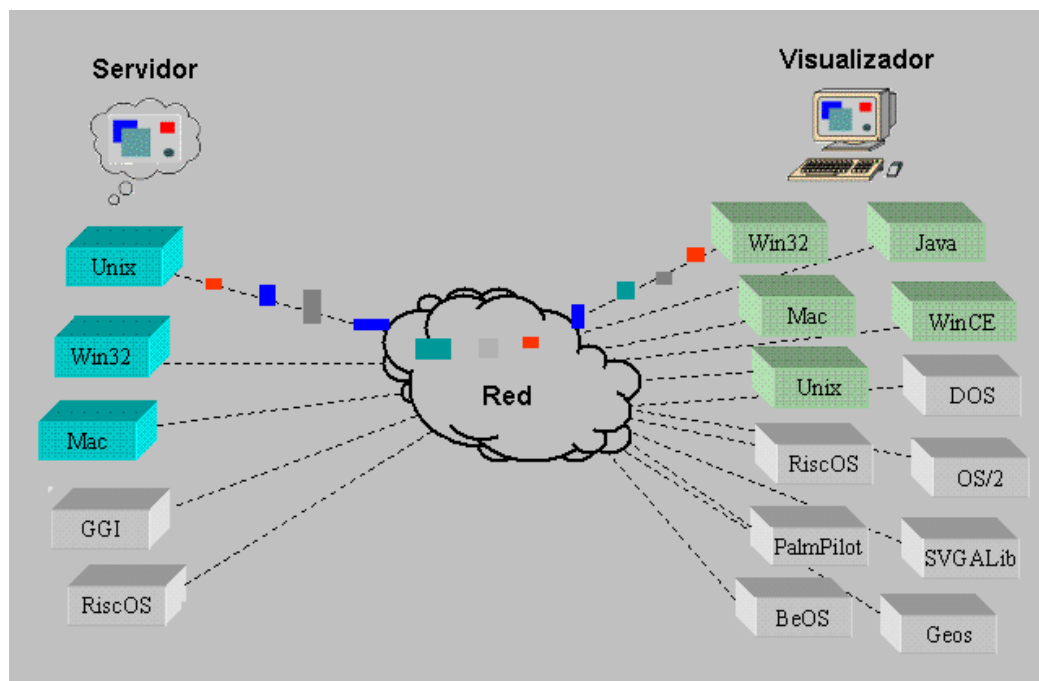 Servidor
Visualizador
Unix
Win32
Mac
GGI
RiscOS
Red
Win32
Java
Mac
WinCE
Unix
DOS
RiscOS
OS/2
PalmPilot
SVGALib
BeOS
Geos